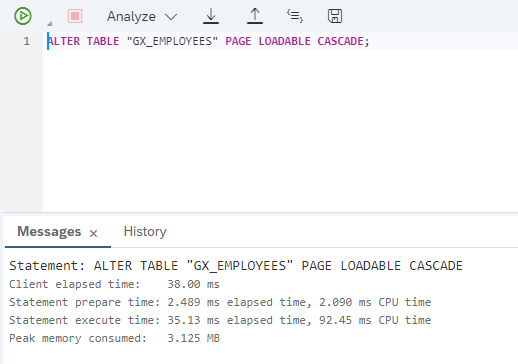 Analyze
1 ALTER TABLE "GX_EMPLOYEES" PAGE LOADABLE CASCADE;
Messages × History
Statement: ALTER TABLE "GX_EMPLOYEES" PAGE LOADABLE CASCADE
Client elapsed time: 38.00 ms
Statement prepare time: 2.489 ms elapsed time, 2.090 ms CPU time
Statement execute time: 35.13 ms elapsed time, 92.45 ms CPU time
Peak memory consumed: 3.125 MB